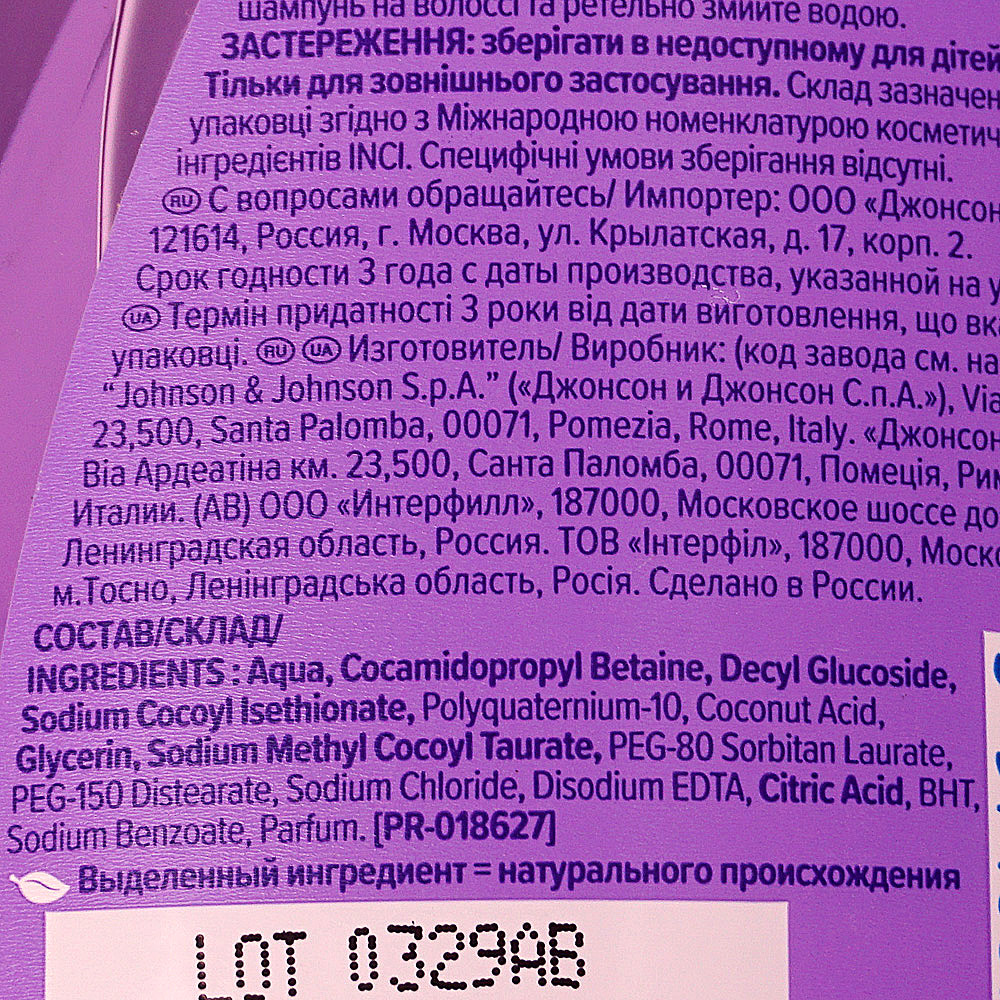 шампунь на волоссі та ретельно змийте водою.
ЗАСТЕРЕЖЕННЯ: зберігати в недоступному для дітей
Тільки для зовнішнього застосування. Склад зазначен
упаковці згідно з Міжнародною номенклатурою космети
інгредієнтів INCI. Специфічні умови зберігання відсутні.
RU С вопросами обращайтесь/ Импортер: ООО «Джонсон
121614, Россия, г. Москва, ул. Крылатская, д. 17, корп. 2.
Срок годности 3 года с даты производства, указанной на у
UA Термін придатності 3 роки від дати виготовлення, що вк
упаковці. RU UA Изготовитель/ Виробник: (код завода см. на
“Johnson & Johnson S.p.A.” («Джонсон и Джонсон С.п.А.»), Via
23,500, Santa Palomba, 00071, Pomezia, Rome, Italy. «Джонсон
Віа Ардеатіна км. 23,500, Санта Паломба, 00071, Помеція, Рим
Италии. (АВ) ООО «Интерфилл», 187000, Московское шоссе до
Ленинградская область, Россия. ТОВ «Інтерфіл», 187000, Моск
м.Тосно, Ленінградська область, Росія. Сделано в России.
СОСТАВ/СКЛАД/
INGREDIENTS : Aqua, Cocamidopropyl Betaine, Decyl Glucoside,
Sodium Cocoyl Isethionate, Polyquaternium-10, Coconut Acid,
Glycerin, Sodium Methyl Cocoyl Taurate, PEG-80 Sorbitan Laurate,
PEG-150 Distearate, Sodium Chloride, Disodium EDTA, Citric Acid, BHT,
Sodium Benzoate, Parfum. [PR-018627]
Выделенный ингредиент = натурального происхождения
LOT 0329AB